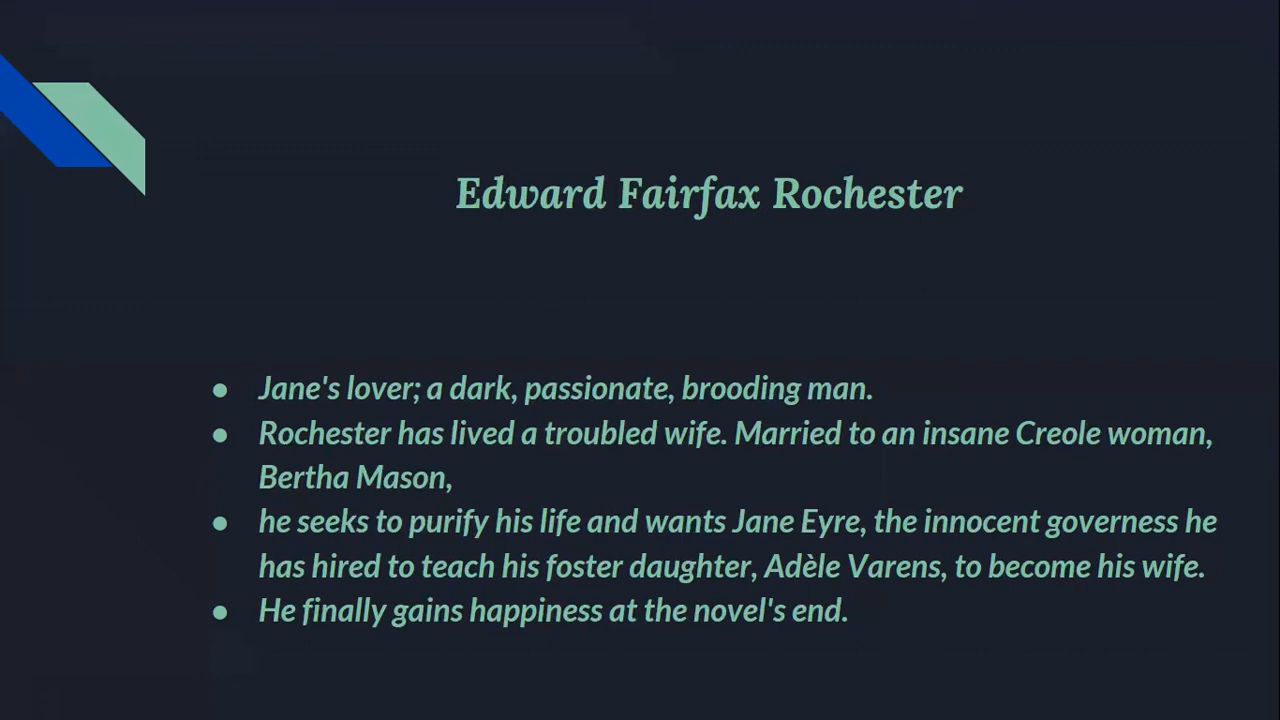 Edward Fairfax Rochester
● Jane's lover; a dark, passionate, brooding man.
● Rochester has lived a troubled wife. Married to an insane Creole woman,
Bertha Mason,
● he seeks to purify his life and wants Jane Eyre, the innocent governess he
has hired to teach his foster daughter, Adèle Varens, to become his wife.
● He finally gains happiness at the novel's end.